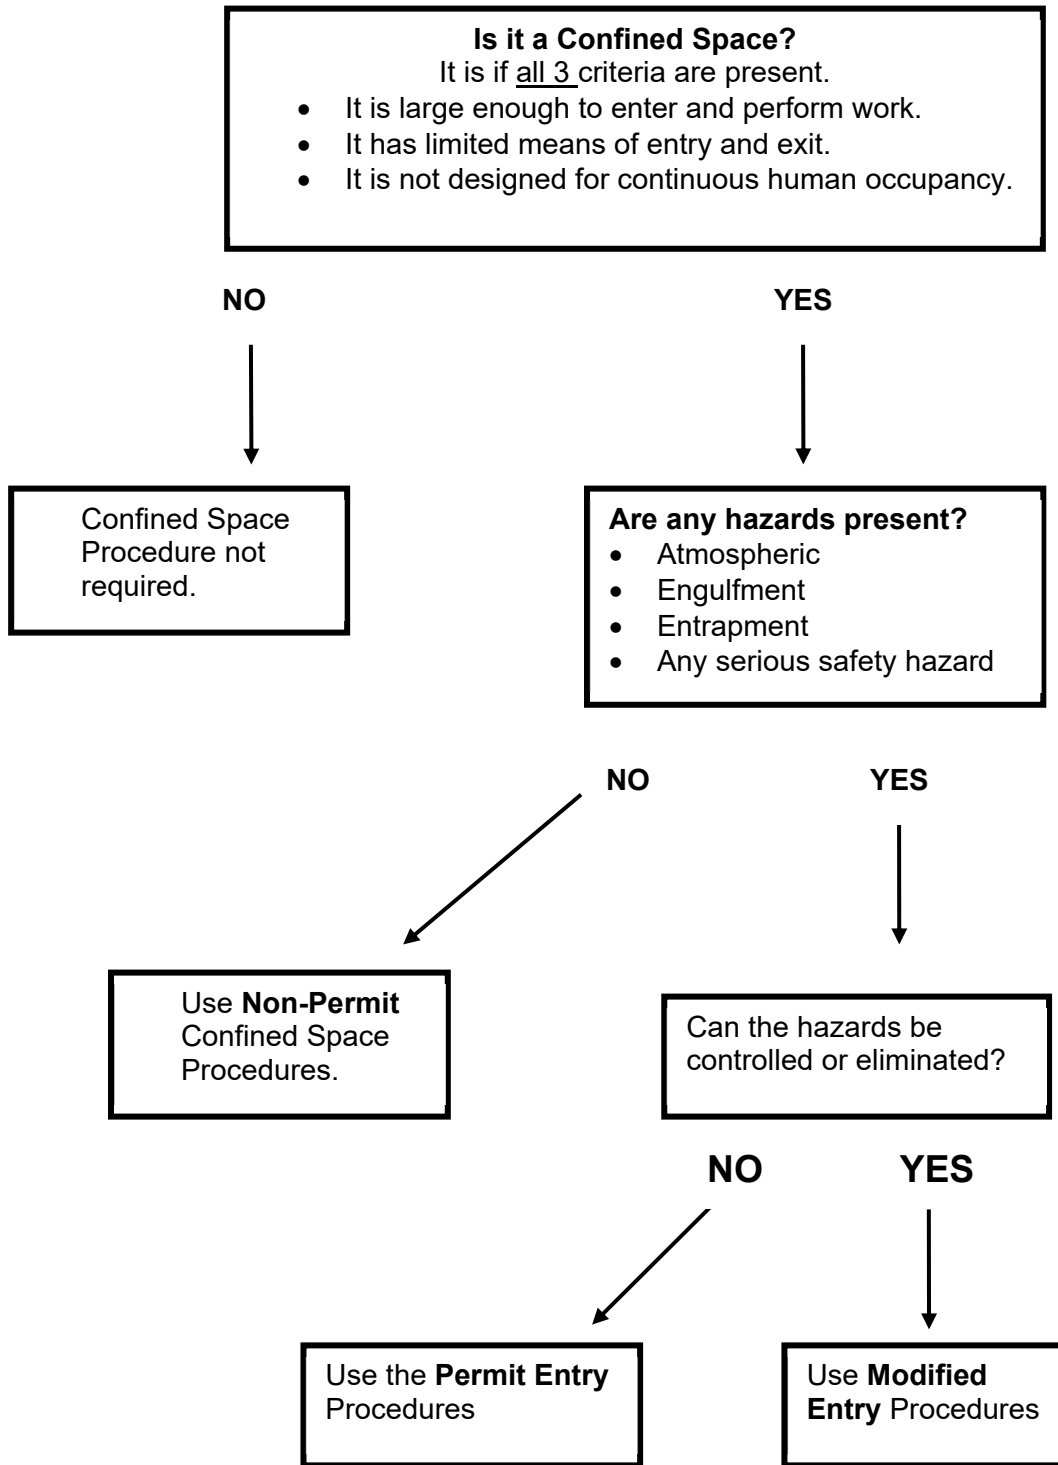 Is it a Confined Space?
It is if all 3 criteria are present.
• It is large enough to enter and perform work.
• It has limited means of entry and exit.
• It is not designed for continuous human occupancy.
NO
YES
Confined Space
Procedure not
required.
Are any hazards present?
• Atmospheric
• Engulfment
• Entrapment
• Any serious safety hazard
NO
YES
Use Non-Permit
Confined Space
Procedures.
Can the hazards be
controlled or eliminated?
NO
YES
Use the Permit Entry
Procedures
Use Modified
Entry Procedures